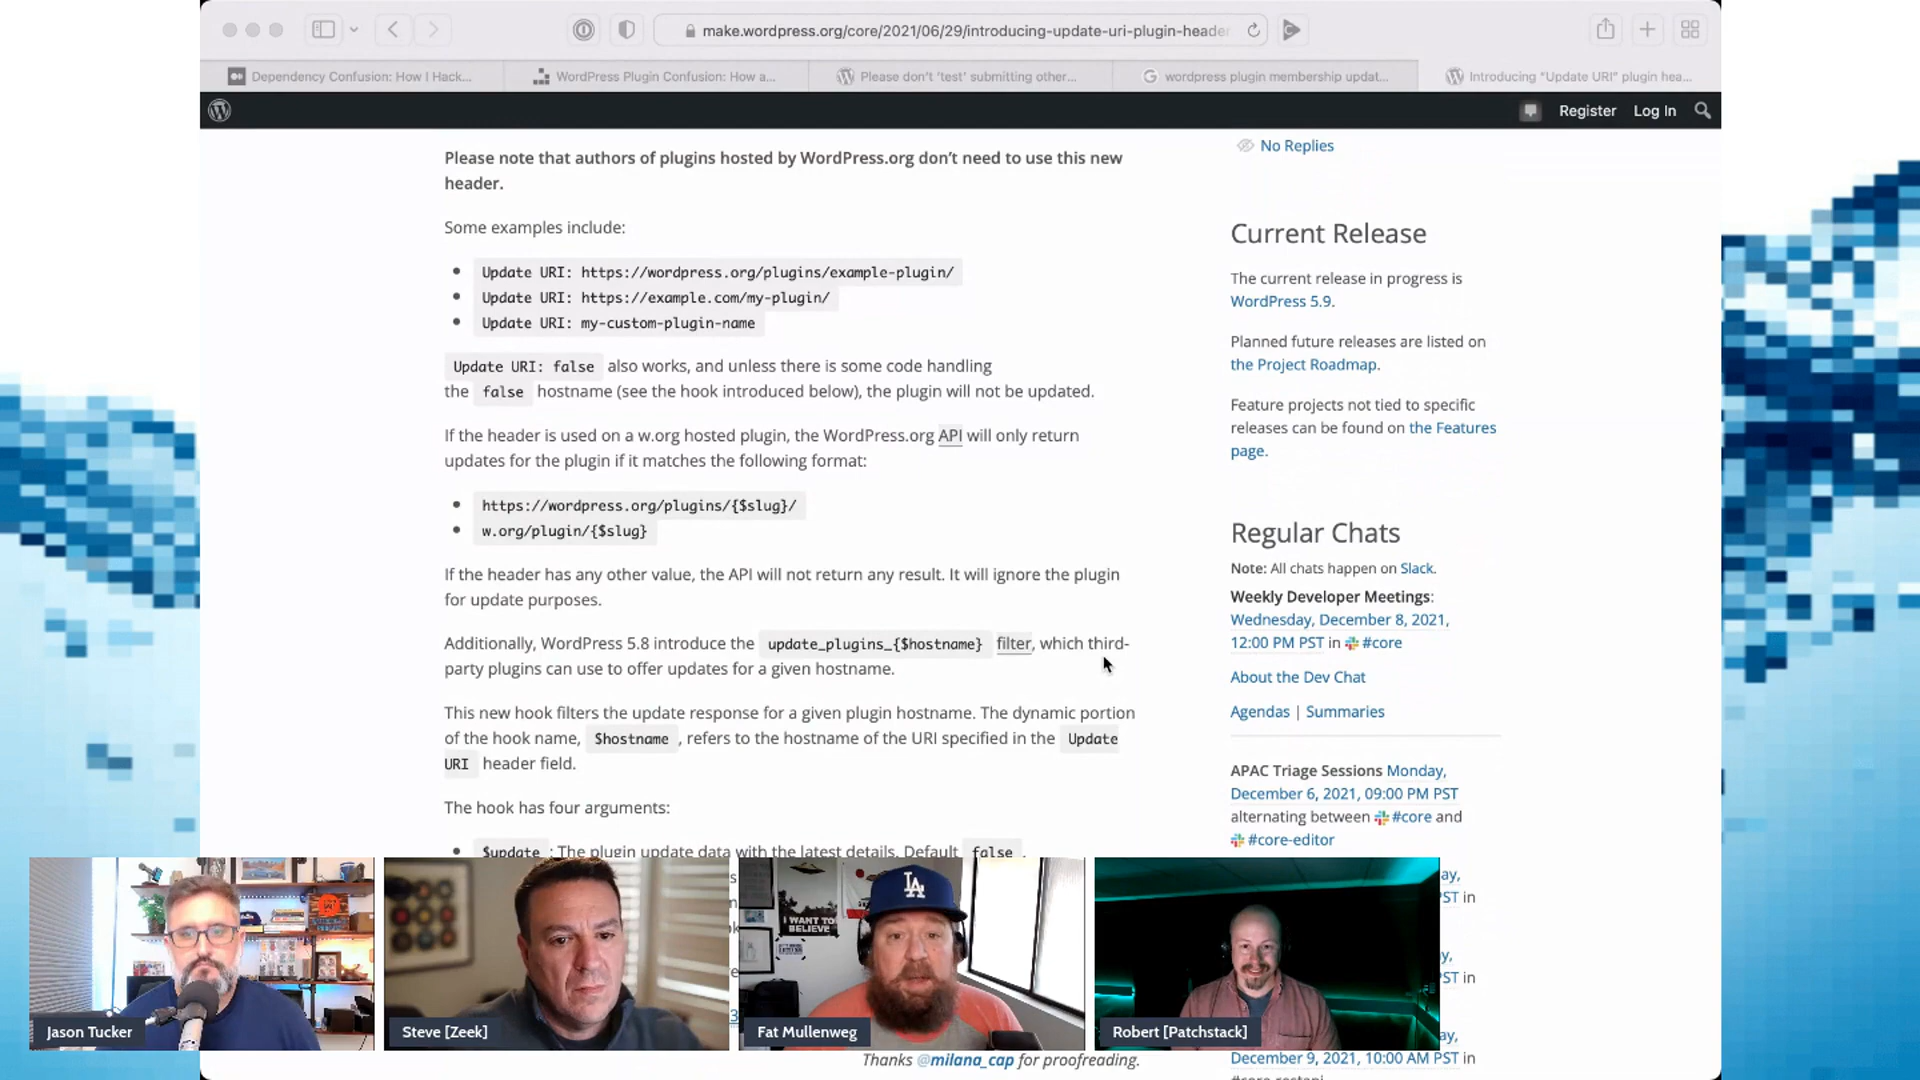 make.wordpress.org/core/2021/06/29/introducing-update-uri-plugin-header
Dependency Confusion: How I Hack...
WordPress Plugin Confusion: How a...
Please don't 'test' submitting other...
wordpress plugin membership updat...
Introducing "Update URI" plugin hea...
Register
Log In
Please note that authors of plugins hosted by WordPress.org don't need to use this new
header.
Some examples include:
Update URI: https://wordpress.org/plugins/example-plugin/
Update URI: https://example.com/my-plugin/
Update URI: my-custom-plugin-name
Update URI: false also works, and unless there is some code handling
the false hostname (see the hook introduced below), the plugin will not be updated.
If the header is used on a w.org hosted plugin, the WordPress.org API will only return
updates for the plugin if it matches the following format:
https://wordpress.org/plugins/{$slug}/
w.org/plugin/{$slug}
If the header has any other value, the API will not return any result. It will ignore the plugin
for update purposes.
Additionally, WordPress 5.8 introduce the update_plugins_{$hostname} filter, which third-
party plugins can use to offer updates for a given hostname.
This new hook filters the update response for a given plugin hostname. The dynamic portion
of the hook name, $hostname , refers to the hostname of the URI specified in the Update
URI header field.
The hook has four arguments:
$update : The plugin update data with the latest details. Default false .
Thanks @milana_cap for proofreading.
No Replies
Current Release
The current release in progress is
WordPress 5.9.
Planned future releases are listed on
the Project Roadmap.
Feature projects not tied to specific
releases can be found on the Features
page.
Regular Chats
Note: All chats happen on Slack.
Weekly Developer Meetings:
Wednesday, December 8, 2021,
12:00 PM PST in #core
About the Dev Chat
Agendas | Summaries
APAC Triage Sessions Monday,
December 6, 2021, 09:00 PM PST
alternating between #core and
#core-editor
ay,
PST in
y,
PST in
ay,
December 9, 2021, 10:00 AM PST in
I WANT TO
BELIEVE
LA
Jason Tucker
Steve [Zeek]
Fat Mullenweg
Robert [Patchstack]